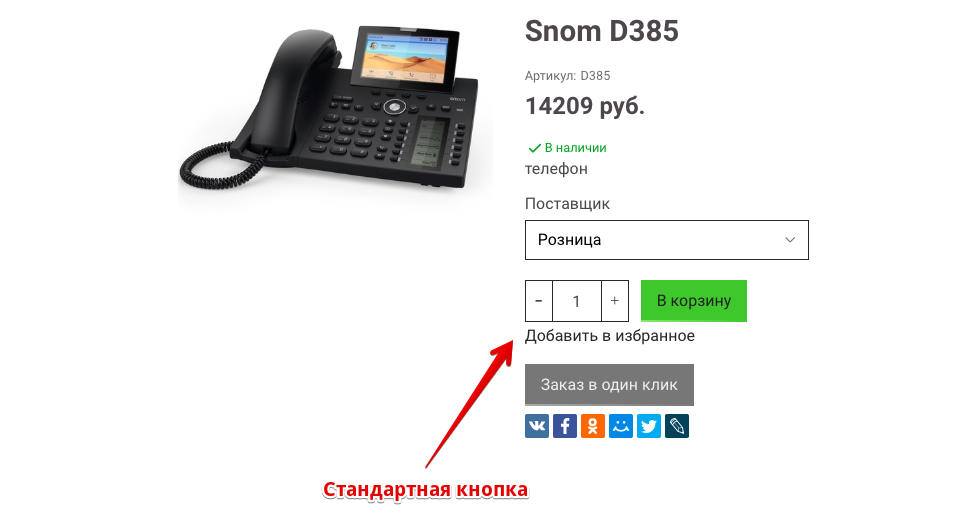 Snom D385
Артикул: D385
14209 руб.
В наличии
телефон
Поставщик
Розница
- 1 + В корзину
Добавить в избранное
Заказ в один клик
Стандартная кнопка
snom